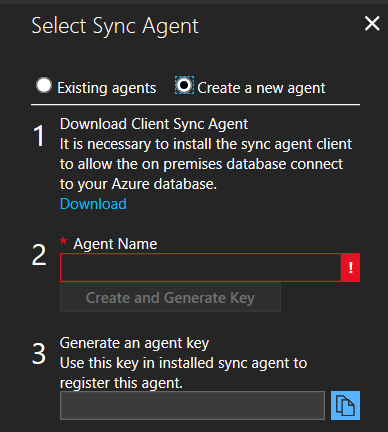 Select Sync Agent
Existing agents
Create a new agent
1
Download Client Sync Agent
It is necessary to install the sync agent client
to allow the on premises database connect
to your Azure database.
Download
2
* Agent Name
!
Create and Generate Key
3
Generate an agent key
Use this key in installed sync agent to
register this agent.